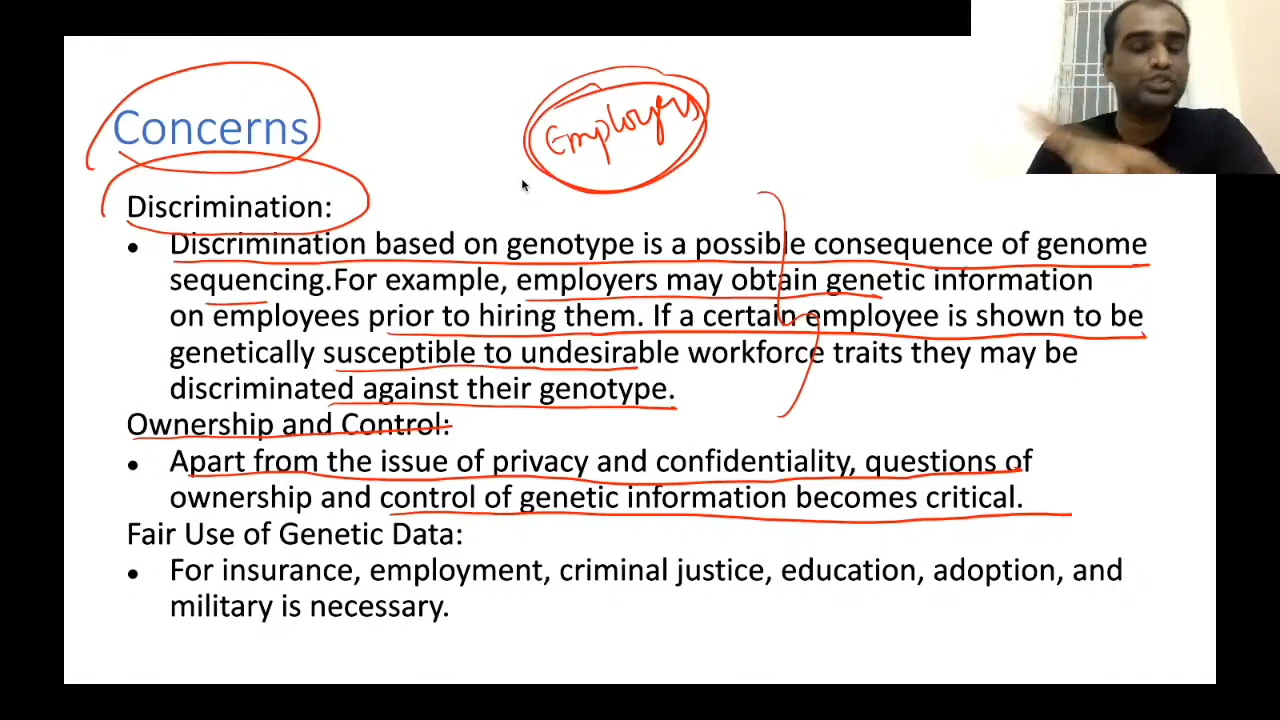 Concerns
Employers
Discrimination:
• Discrimination based on genotype is a possible consequence of genome
sequencing.For example, employers may obtain genetic information
on employees prior to hiring them. If a certain employee is shown to be
genetically susceptible to undesirable workforce traits they may be
discriminated against their genotype.
Ownership and Control:
• Apart from the issue of privacy and confidentiality, questions of
ownership and control of genetic information becomes critical.
Fair Use of Genetic Data:
• For insurance, employment, criminal justice, education, adoption, and
military is necessary.